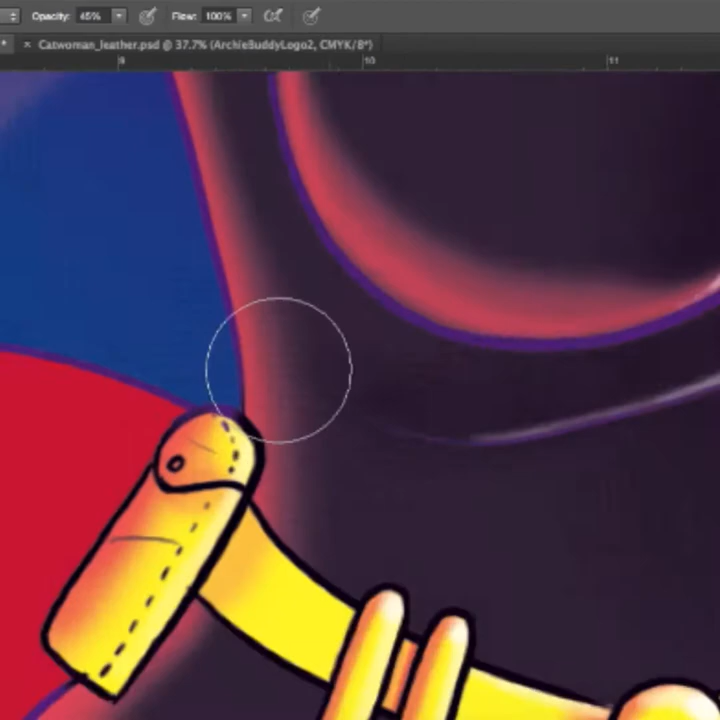 Opacity: 45% Flow: 100%
* × Catwoman_leather.psd @ 37.7% (ArchieBuddyLogo2, CMYK/8*)
9 10 11